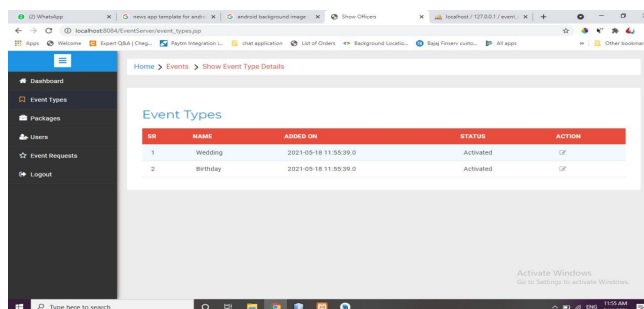 (2) WhatsApp news app template for andro android background image Show Officers localhost / 127.0.0.1 / event_
localhost:8084/EventServer/event_types.jsp
Apps Welcome Expert Q&A | Cheg... Paytm Integration i... chat application List of Orders Background Locatio... Bajaj Finserv custo... All apps » Other bookmar
Home > Events > Show Event Type Details
Dashboard
Event Types
Packages
Users
Event Requests
Logout
Event Types
SR NAME ADDED ON STATUS ACTION
1 Wedding 2021-05-18 11:55:39.0 Activated
2 Birthday 2021-05-18 11:55:39.0 Activated
Activate Windows
Go to Settings to activate Windows.
Type here to search
ENG
11:55 AM